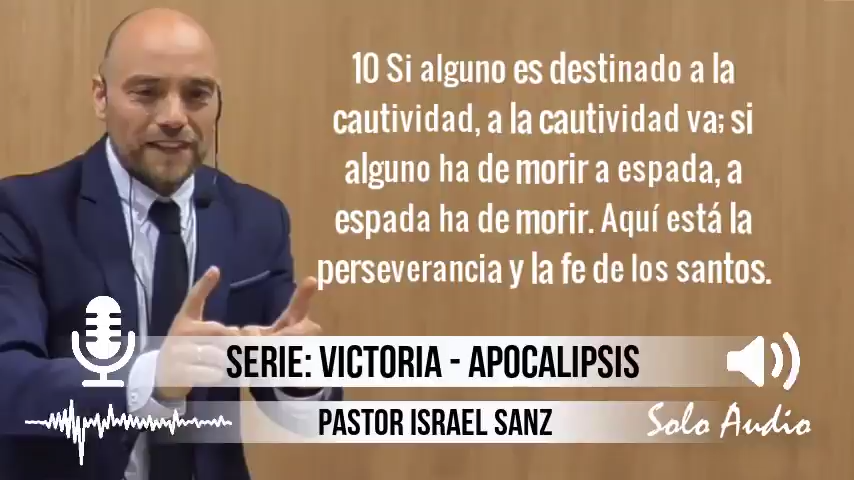 10 Si alguno es destinado a la
cautividad, a la cautividad va; si
alguno ha de morir a espada, a
espada ha de morir. Aquí está la
perseverancia y la fe de los santos.
SERIE: VICTORIA - APOCALIPSIS
PASTOR ISRAEL SANZ
Solo Audio